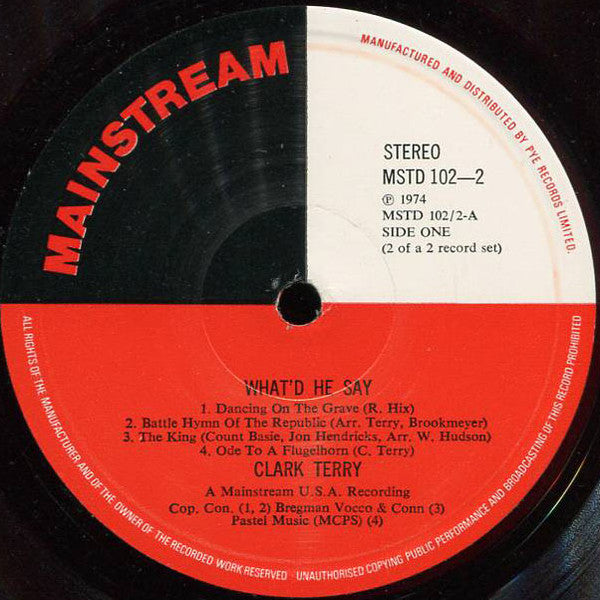 MAINSTREAM
MANUFACTURED AND DISTRIBUTED BY PYE RECORDS LIMITED.
STEREO
MSTD 102—2
℗ 1974
MSTD 102/2-A
SIDE ONE
(2 of a 2 record set)
WHAT'D HE SAY
1. Dancing On The Grave (R. Hix)
2. Battle Hymn Of The Republic (Arr. Terry, Brookmeyer)
3. The King (Count Basie, Jon Hendricks, Arr. W. Hudson)
4. Ode To A Flugelhorn (C. Terry)
CLARK TERRY
A Mainstream U.S.A. Recording
Cop. Con. (1, 2) Bregman Vocco & Conn (3)
Pastel Music (MCPS) (4)
ALL RIGHTS OF THE MANUFACTURER AND OF THE OWNER OF THE RECORDED WORK RESERVED · UNAUTHORISED COPYING PUBLIC PERFORMANCE AND BROADCASTING OF THIS RECORD PROHIBITED